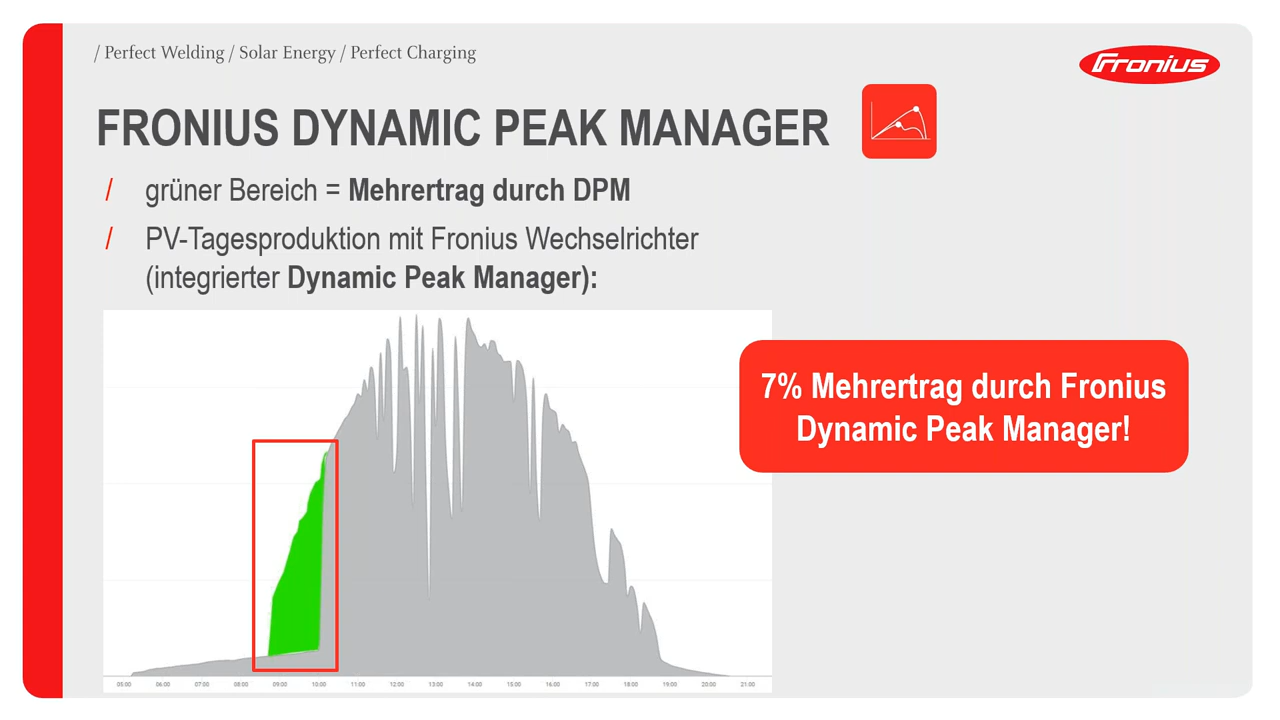 / Perfect Welding / Solar Energy / Perfect Charging
Fronius
FRONIUS DYNAMIC PEAK MANAGER
/ grüner Bereich = Mehrertrag durch DPM
/ PV-Tagesproduktion mit Fronius Wechselrichter
(integrierter Dynamic Peak Manager):
7% Mehrertrag durch Fronius
Dynamic Peak Manager!
05:00 06:00 07:00 08:00 09:00 10:00 11:00 12:00 13:00 14:00 15:00 16:00 17:00 18:00 19:00 20:00 21:00